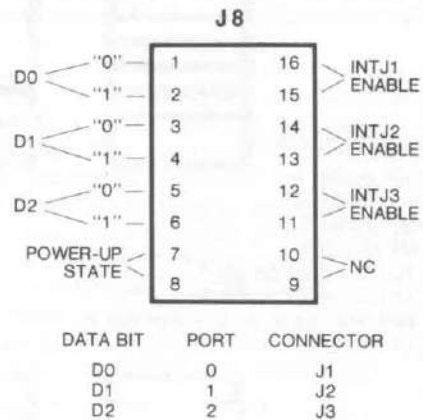 J8
D0 "0" 1 16 INTJ1
"1" 2 15 ENABLE
D1 "0" 3 14 INTJ2
"1" 4 13 ENABLE
D2 "0" 5 12 INTJ3
"1" 6 11 ENABLE
POWER-UP 7 10 NC
STATE 8 9
DATA BIT PORT CONNECTOR
D0 0 J1
D1 1 J2
D2 2 J3